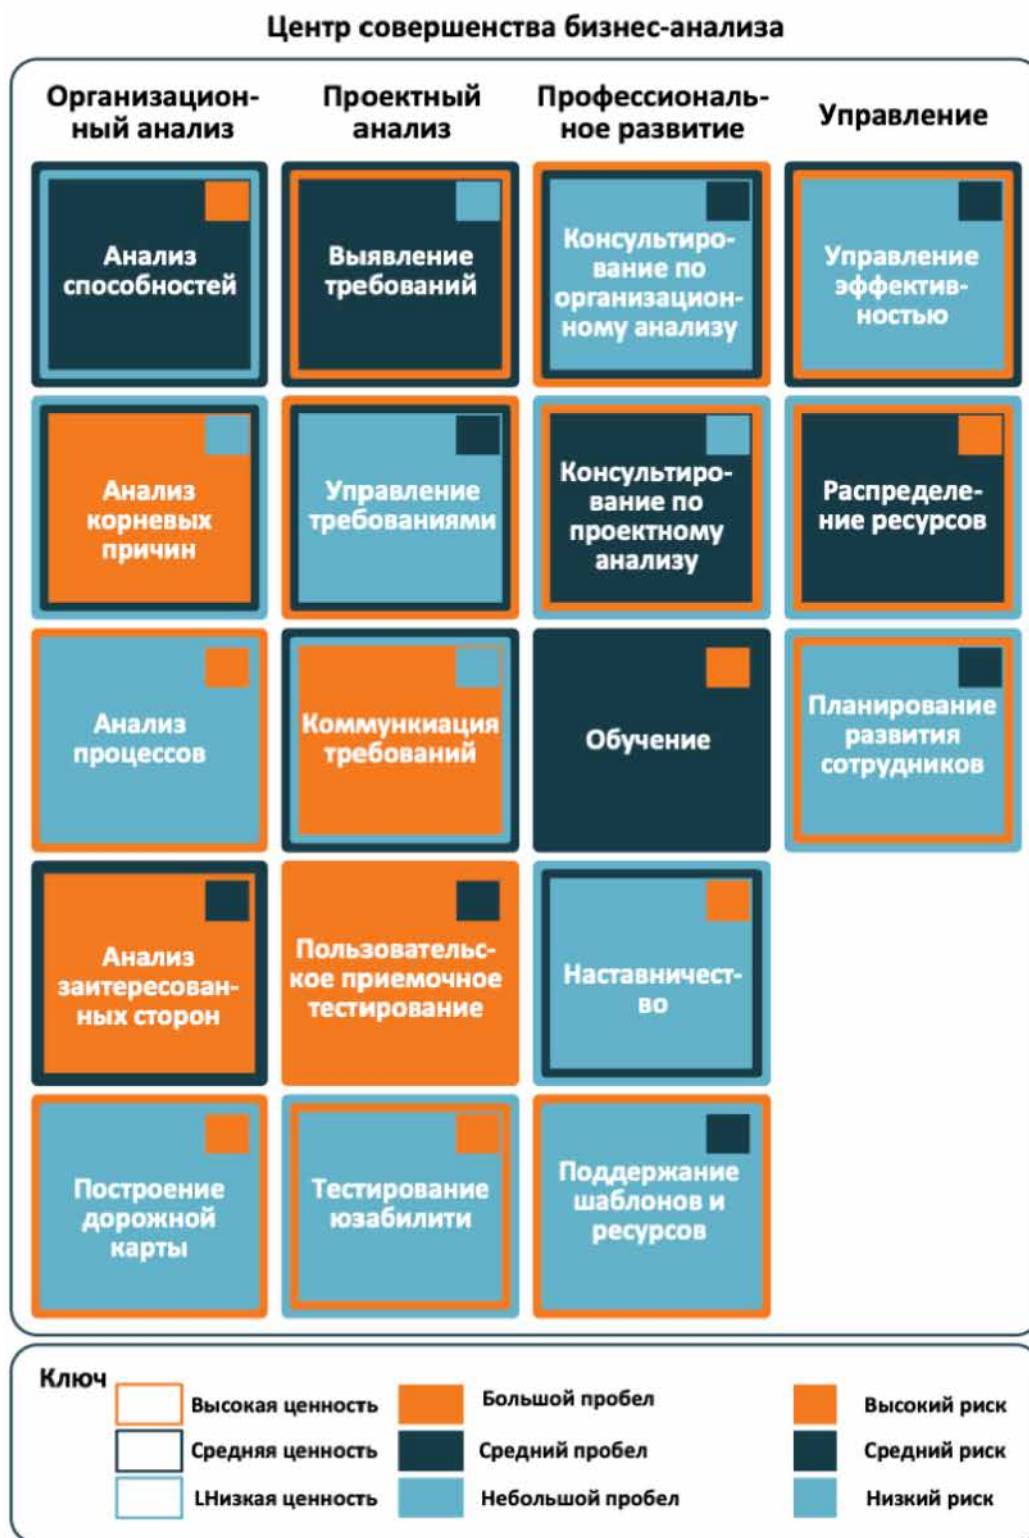 Центр совершенства бизнес-анализа
Организацион-
ный анализ
Анализ
способностей
Анализ
корневых
причин
Анализ
процессов
Анализ
заитересован-
ных сторон
Построение
дорожной
карты
Проектный
анализ
Выявление
требований
Управление
требованиями
Коммункиация
требований
Пользовательс-
кое приемочное
тестирование
Тестирование
юзабилити
Профессиональ-
ное развитие
Консультиро-
вание по
организацион-
ному анализу
Консультиро-
вание по
проектному
анализу
Обучение
Наставничест-
во
Поддержание
шаблонов и
ресурсов
Управление
Управление
эффектив-
ностью
Распределе-
ние ресурсов
Планирование
развития
сотрудников
Ключ
Высокая ценность
Средняя ценность
LНизкая ценность
Большой пробел
Средний пробел
Небольшой пробел
Высокий риск
Средний риск
Низкий риск